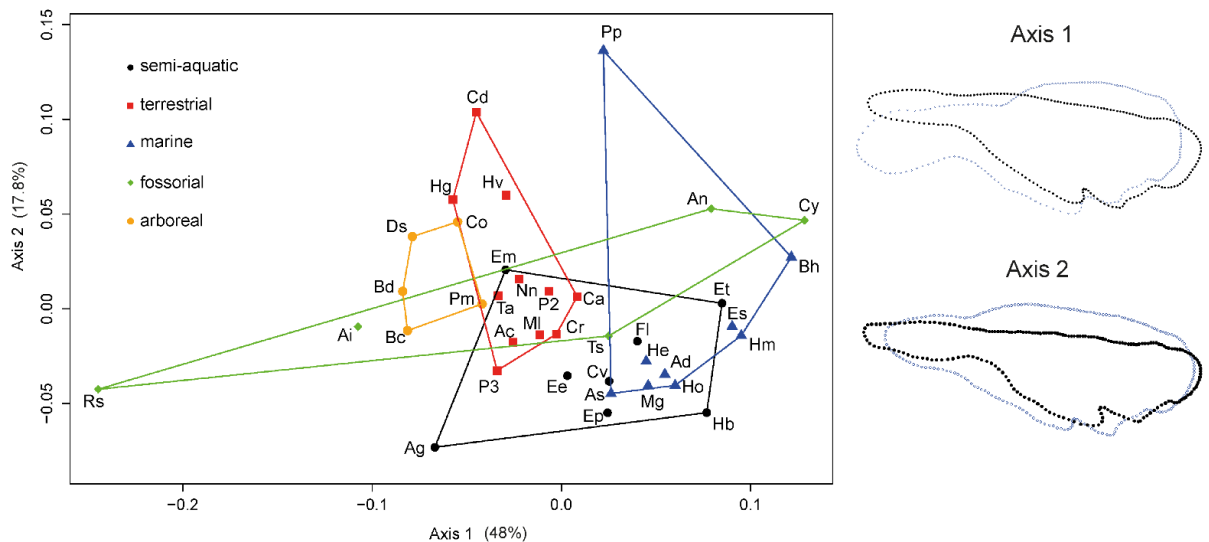 Axis 2 (17.8%)
0.15
0.10
0.05
0.00
−0.05
semi-aquatic
terrestrial
marine
fossorial
arboreal
Pp
Cd
Hg
Hv
An
Cy
Ds
Co
Em
Bh
Bd
Nn
Et
Pm
Ta
P2
Ca
Es
Ai
Bc
Ac
Ml
Cr
Ts
Fl
Hm
He
Ad
P3
Ee
Cv
Rs
As
Mg
Ho
Ep
Hb
Ag
−0.2
−0.1
0.0
0.1
Axis 1 (48%)
Axis 1
Axis 2